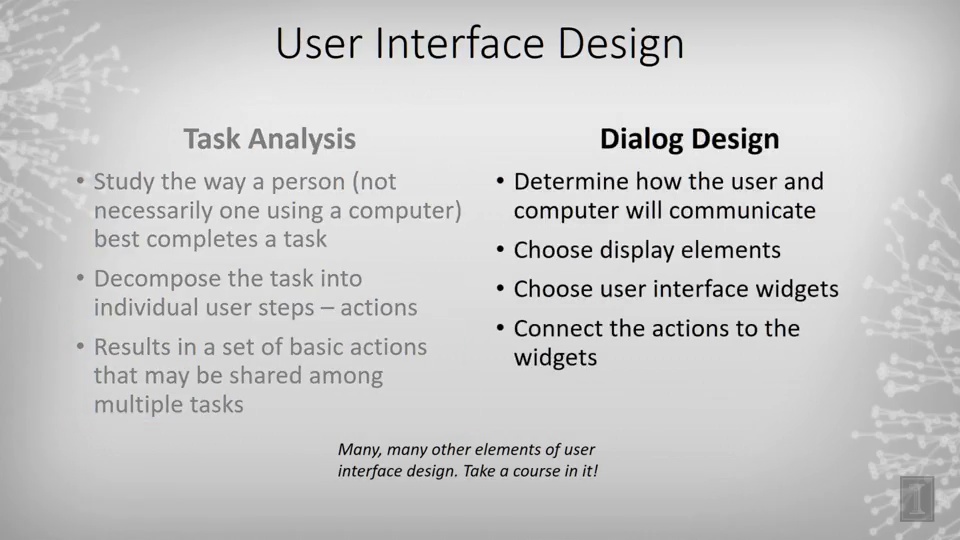 User Interface Design
Task Analysis
• Study the way a person (not
necessarily one using a computer)
best completes a task
• Decompose the task into
individual user steps – actions
• Results in a set of basic actions
that may be shared among
multiple tasks
Dialog Design
• Determine how the user and
computer will communicate
• Choose display elements
• Choose user interface widgets
• Connect the actions to the
widgets
Many, many other elements of user
interface design. Take a course in it!